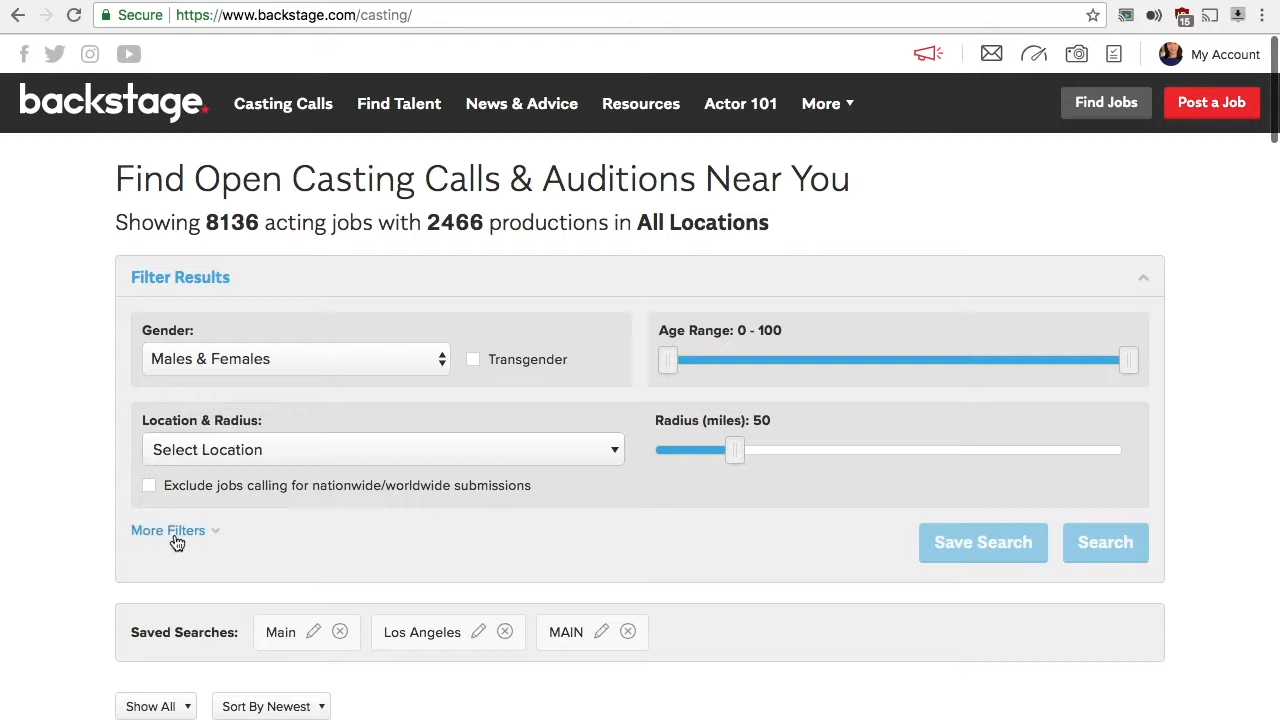 Secure https://www.backstage.com/casting/
15
My Account
backstage. Casting Calls Find Talent News & Advice Resources Actor 101 More Find Jobs Post a Job
Find Open Casting Calls & Auditions Near You
Showing 8136 acting jobs with 2466 productions in All Locations
Filter Results
Gender:
Males & Females Transgender
Age Range: 0 - 100
Location & Radius:
Select Location
Radius (miles): 50
Exclude jobs calling for nationwide/worldwide submissions
More Filters
Save Search Search
Saved Searches: Main Los Angeles MAIN
Show All Sort By Newest